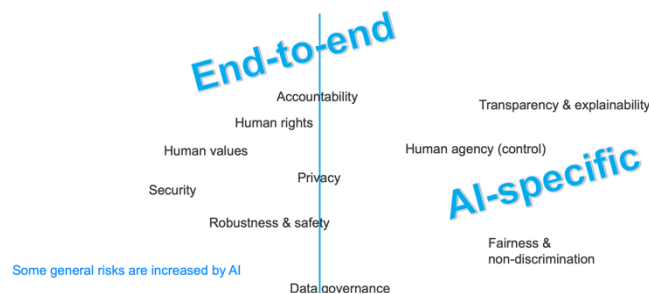 End-to-end
Accountability
Transparency & explainability
Human rights
Human values
Human agency (control)
Privacy
Security
AI-specific
Robustness & safety
Fairness &
non-discrimination
Some general risks are increased by AI
Data governance